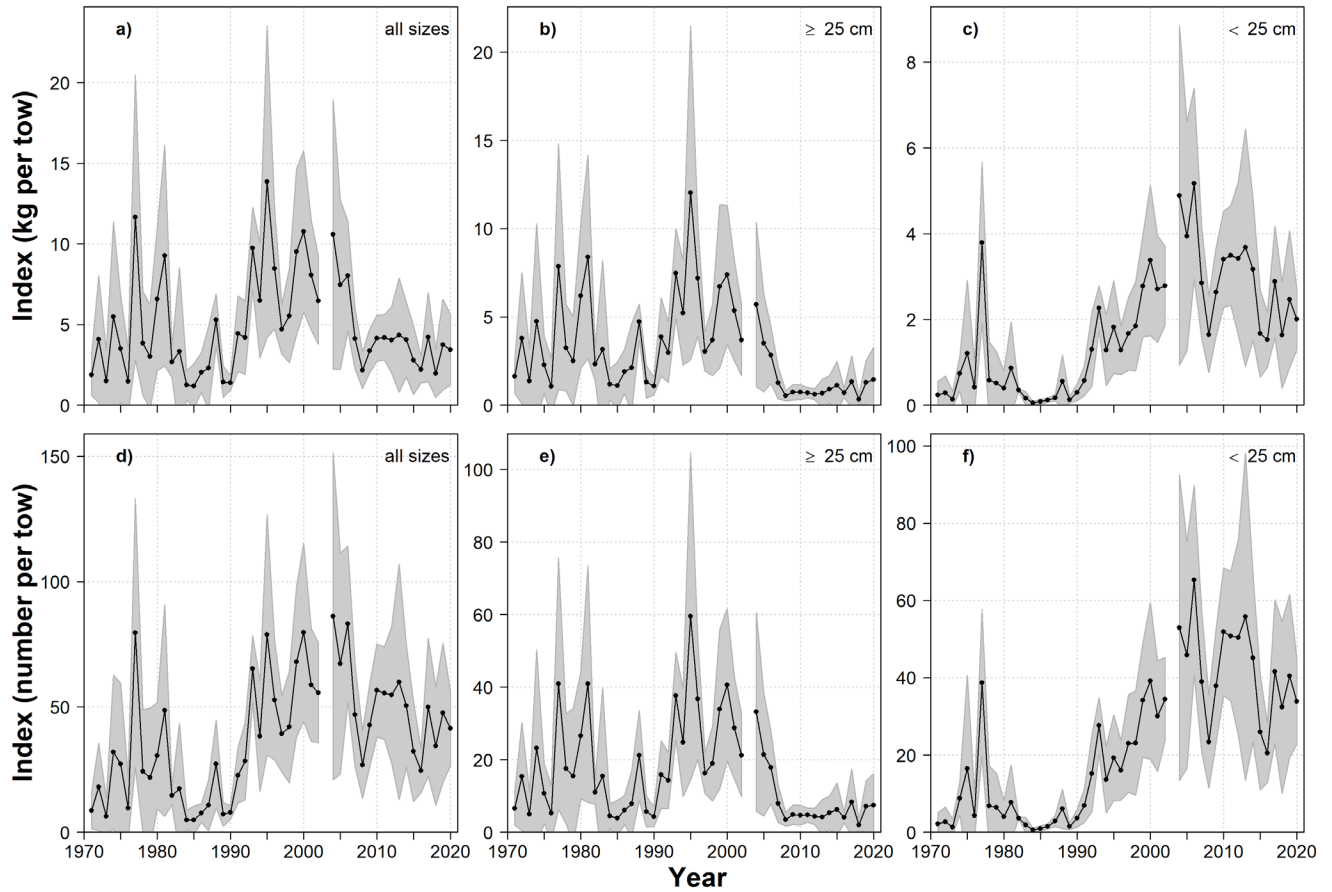 a) all sizes
b) ≥ 25 cm
c) < 25 cm
20
15
10
5
0
20
15
10
5
0
8
6
4
2
0
Index (kg per tow)
d) all sizes
e) ≥ 25 cm
f) < 25 cm
150
100
50
0
100
80
60
40
20
0
100
80
60
40
20
0
Index (number per tow)
1970 1980 1990 2000 2010 2020
1970 1980 1990 2000 2010 2020
1970 1980 1990 2000 2010 2020
Year